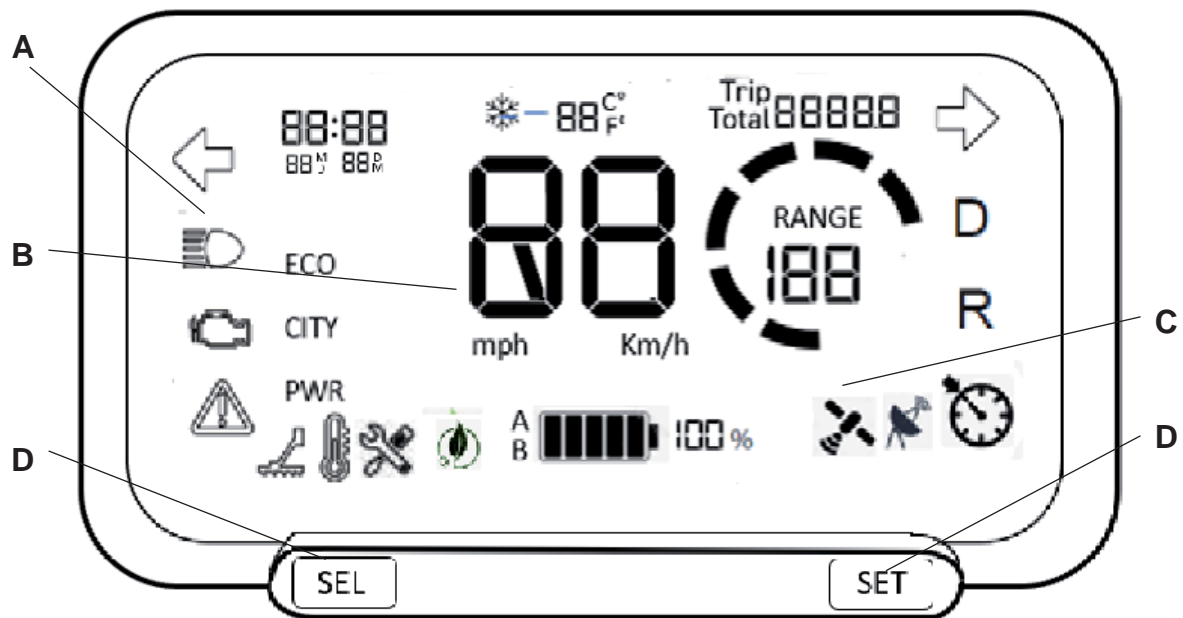 A
88:88
88 M J 88 D M
88 C° F°
Trip
Total 88888
B
ECO
CITY
PWR
88
mph Km/h
RANGE
188
D
R
C
A
B
100 %
D
D
SEL
SET